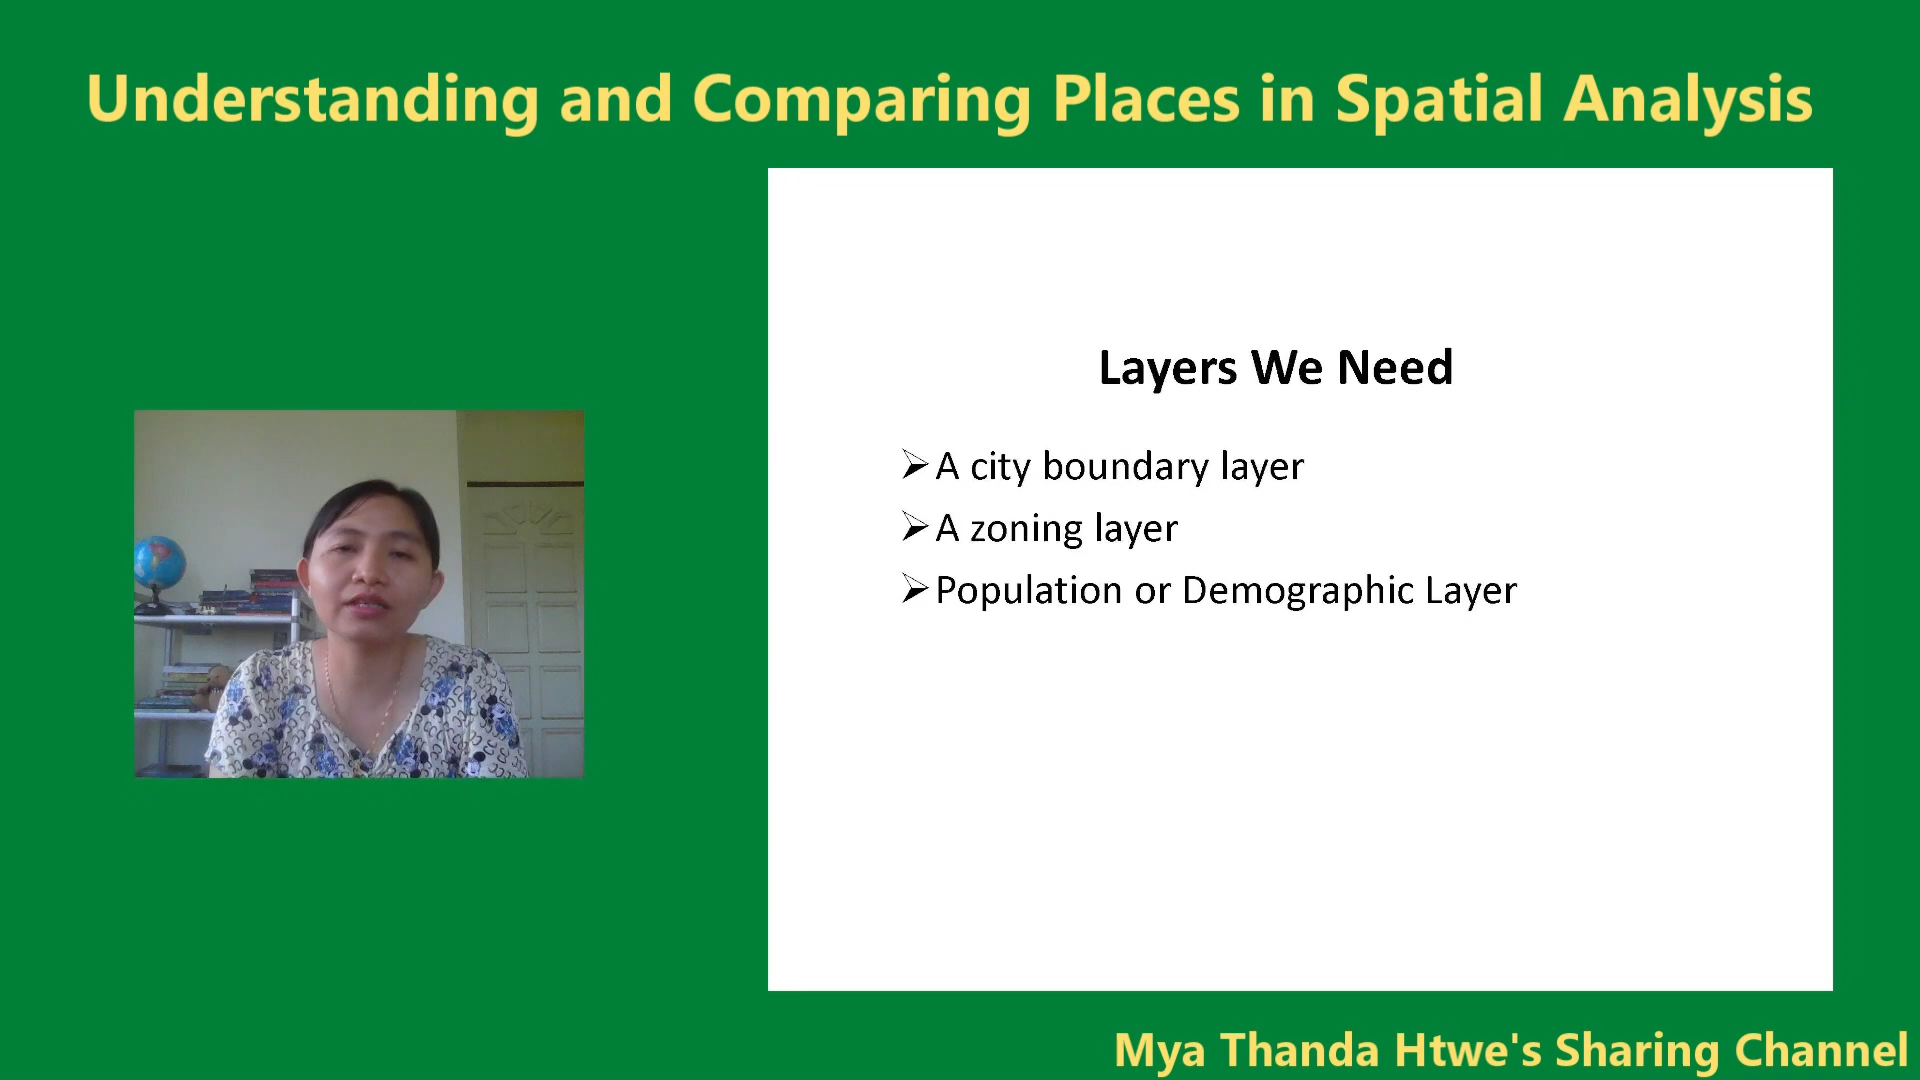 Understanding and Comparing Places in Spatial Analysis
Layers We Need
➢A city boundary layer
➢A zoning layer
➢Population or Demographic Layer
Mya Thanda Htwe's Sharing Channel